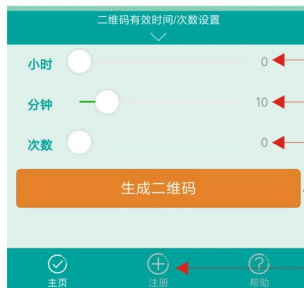 二维码有效时间/次数设置
小时 0
分钟 10
次数 0
生成二维码
主页 注册 帮助